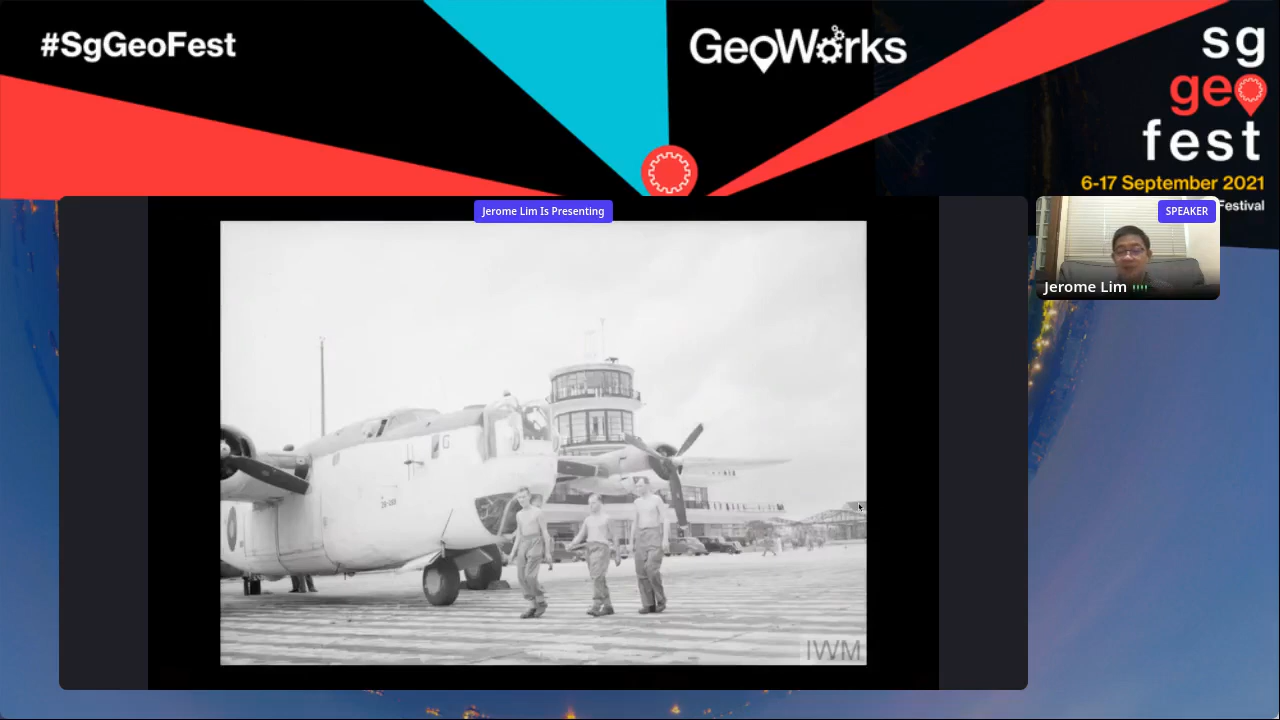 #SgGeoFest
GeoWorks
sg
geo
fest
6-17 September 2021
Festival
Jerome Lim Is Presenting
SPEAKER
Jerome Lim
G
IWM